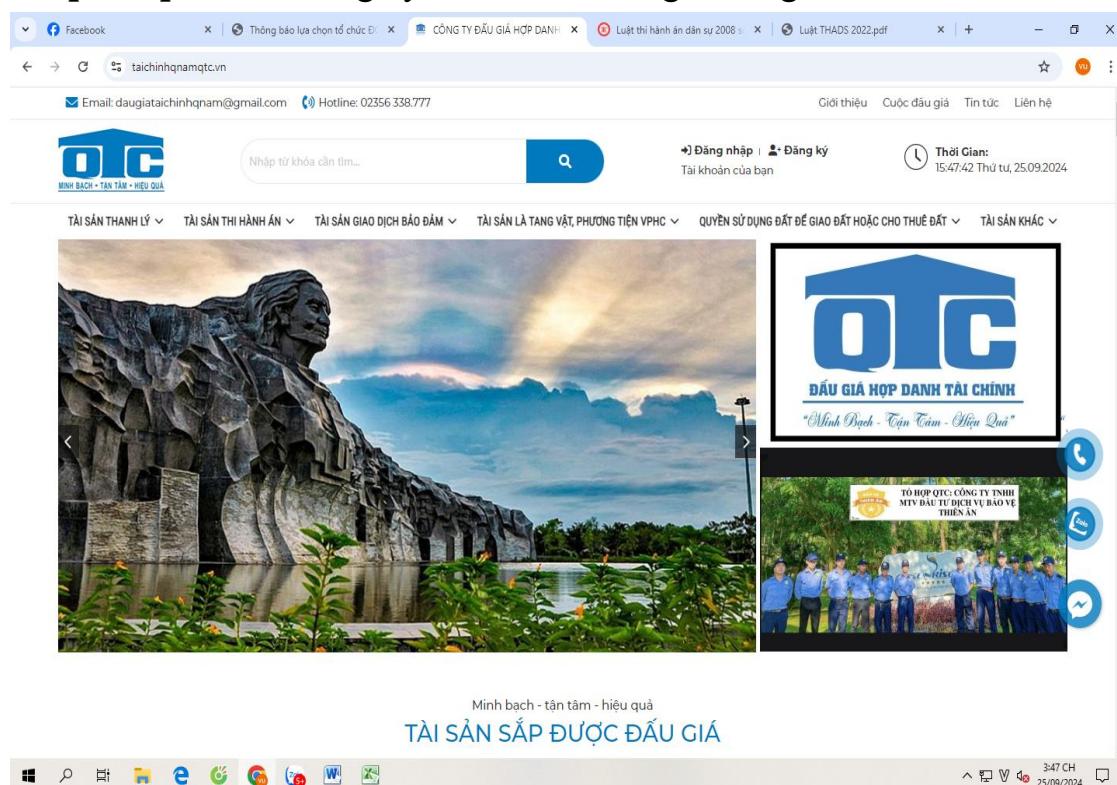 Facebook
Thông báo lựa chọn tổ chức Đ
CÔNG TY ĐẤU GIÁ HỢP DANH
Luật thi hành án dân sự 2008 s
Luật THADS 2022.pdf
taichinhqnamqtc.vn
VU
Email: daugiataichinhqnam@gmail.com
Hotline: 02356 338.777
Giới thiệu Cuộc đấu giá Tin tức Liên hệ
QTC
MINH BẠCH - TẬN TÂM - HIỆU QUẢ
Nhập từ khóa cần tìm...
Đăng nhập | Đăng ký
Tài khoản của bạn
Thời Gian:
15:47:42 Thứ tư, 25.09.2024
TÀI SẢN THANH LÝ TÀI SẢN THI HÀNH ÁN TÀI SẢN GIAO DỊCH BẢO ĐẢM TÀI SẢN LÀ TANG VẬT, PHƯƠNG TIỆN VPHC QUYỀN SỬ DỤNG ĐẤT ĐỂ GIAO ĐẤT HOẶC CHO THUÊ ĐẤT TÀI SẢN KHÁC
QTC
ĐẤU GIÁ HỢP DANH TÀI CHÍNH
"Minh Bạch - Tận Tâm - Hiệu Quả"
TỔ HỢP QTC: CÔNG TY TNHH
MTV ĐẦU TƯ DỊCH VỤ BẢO VỆ
THIÊN ÂN
SUNRISE
Zalo
Minh bạch - tận tâm - hiệu quả
TÀI SẢN SẮP ĐƯỢC ĐẤU GIÁ
3:47 CH
25/09/2024